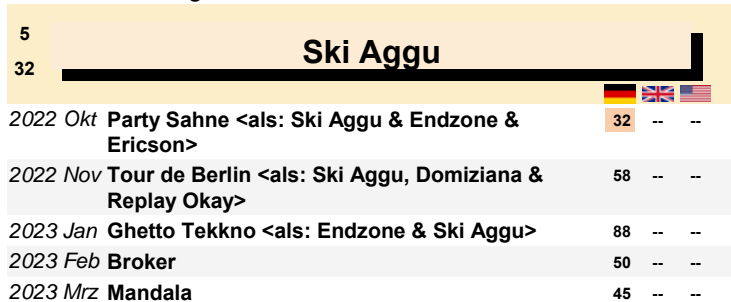 5
32
Ski Aggu
2022 Okt Party Sahne <als: Ski Aggu & Endzone & 32 -- --
Ericson>
2022 Nov Tour de Berlin <als: Ski Aggu, Domiziana & 58 -- --
Replay Okay>
2023 Jan Ghetto Tekkno <als: Endzone & Ski Aggu> 88 -- --
2023 Feb Broker 50 -- --
2023 Mrz Mandala 45 -- --